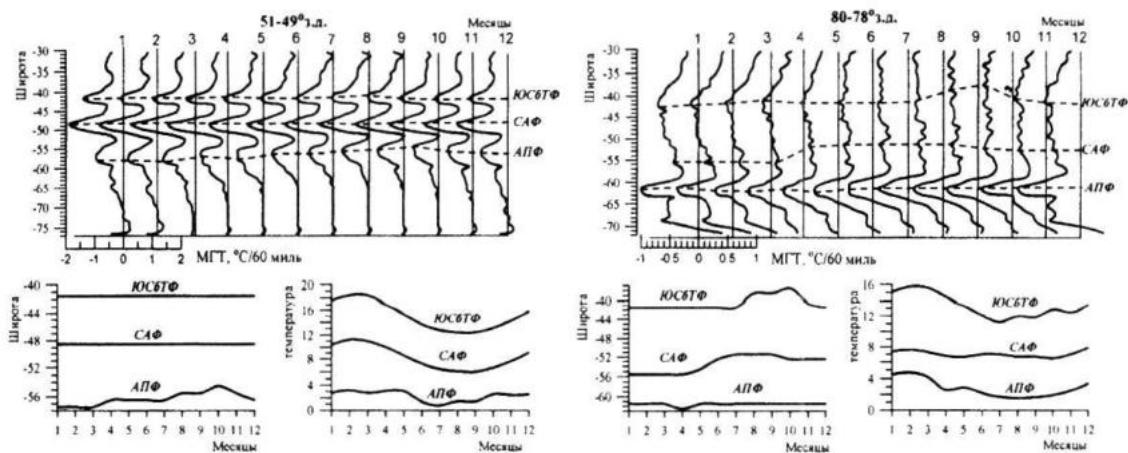 51-49°з.д.
Месяцы
1 2 3 4 5 6 7 8 9 10 11 12
Широта
-30
-35
-40
-45
-50
-55
-60
-65
-70
-75
ЮСбТФ
САФ
АПФ
-2 -1 0 1 2
МГТ, °С/60 миль
80-78°з.д.
Месяцы
1 2 3 4 5 6 7 8 9 10 11 12
Широта
-30
-35
-40
-45
-50
-55
-60
-65
-70
ЮСбТФ
САФ
АПФ
-1 -0.5 0 0.5 1
МГТ, °С/60 миль
Широта
-40
-44
-48
-52
-56
ЮСбТФ
САФ
АПФ
1 2 3 4 5 6 7 8 9 10 11 12
Месяцы
температура
20
16
12
8
4
0
ЮСбТФ
САФ
АПФ
1 2 3 4 5 6 7 8 9 10 11 12
Месяцы
Широта
-36
-40
-44
-48
-52
-56
-60
ЮСбТФ
САФ
АПФ
1 2 3 4 5 6 7 8 9 10 11 12
Месяцы
температура
16
12
8
4
0
ЮСбТФ
САФ
АПФ
1 2 3 4 5 6 7 8 9 10 11 12
Месяцы